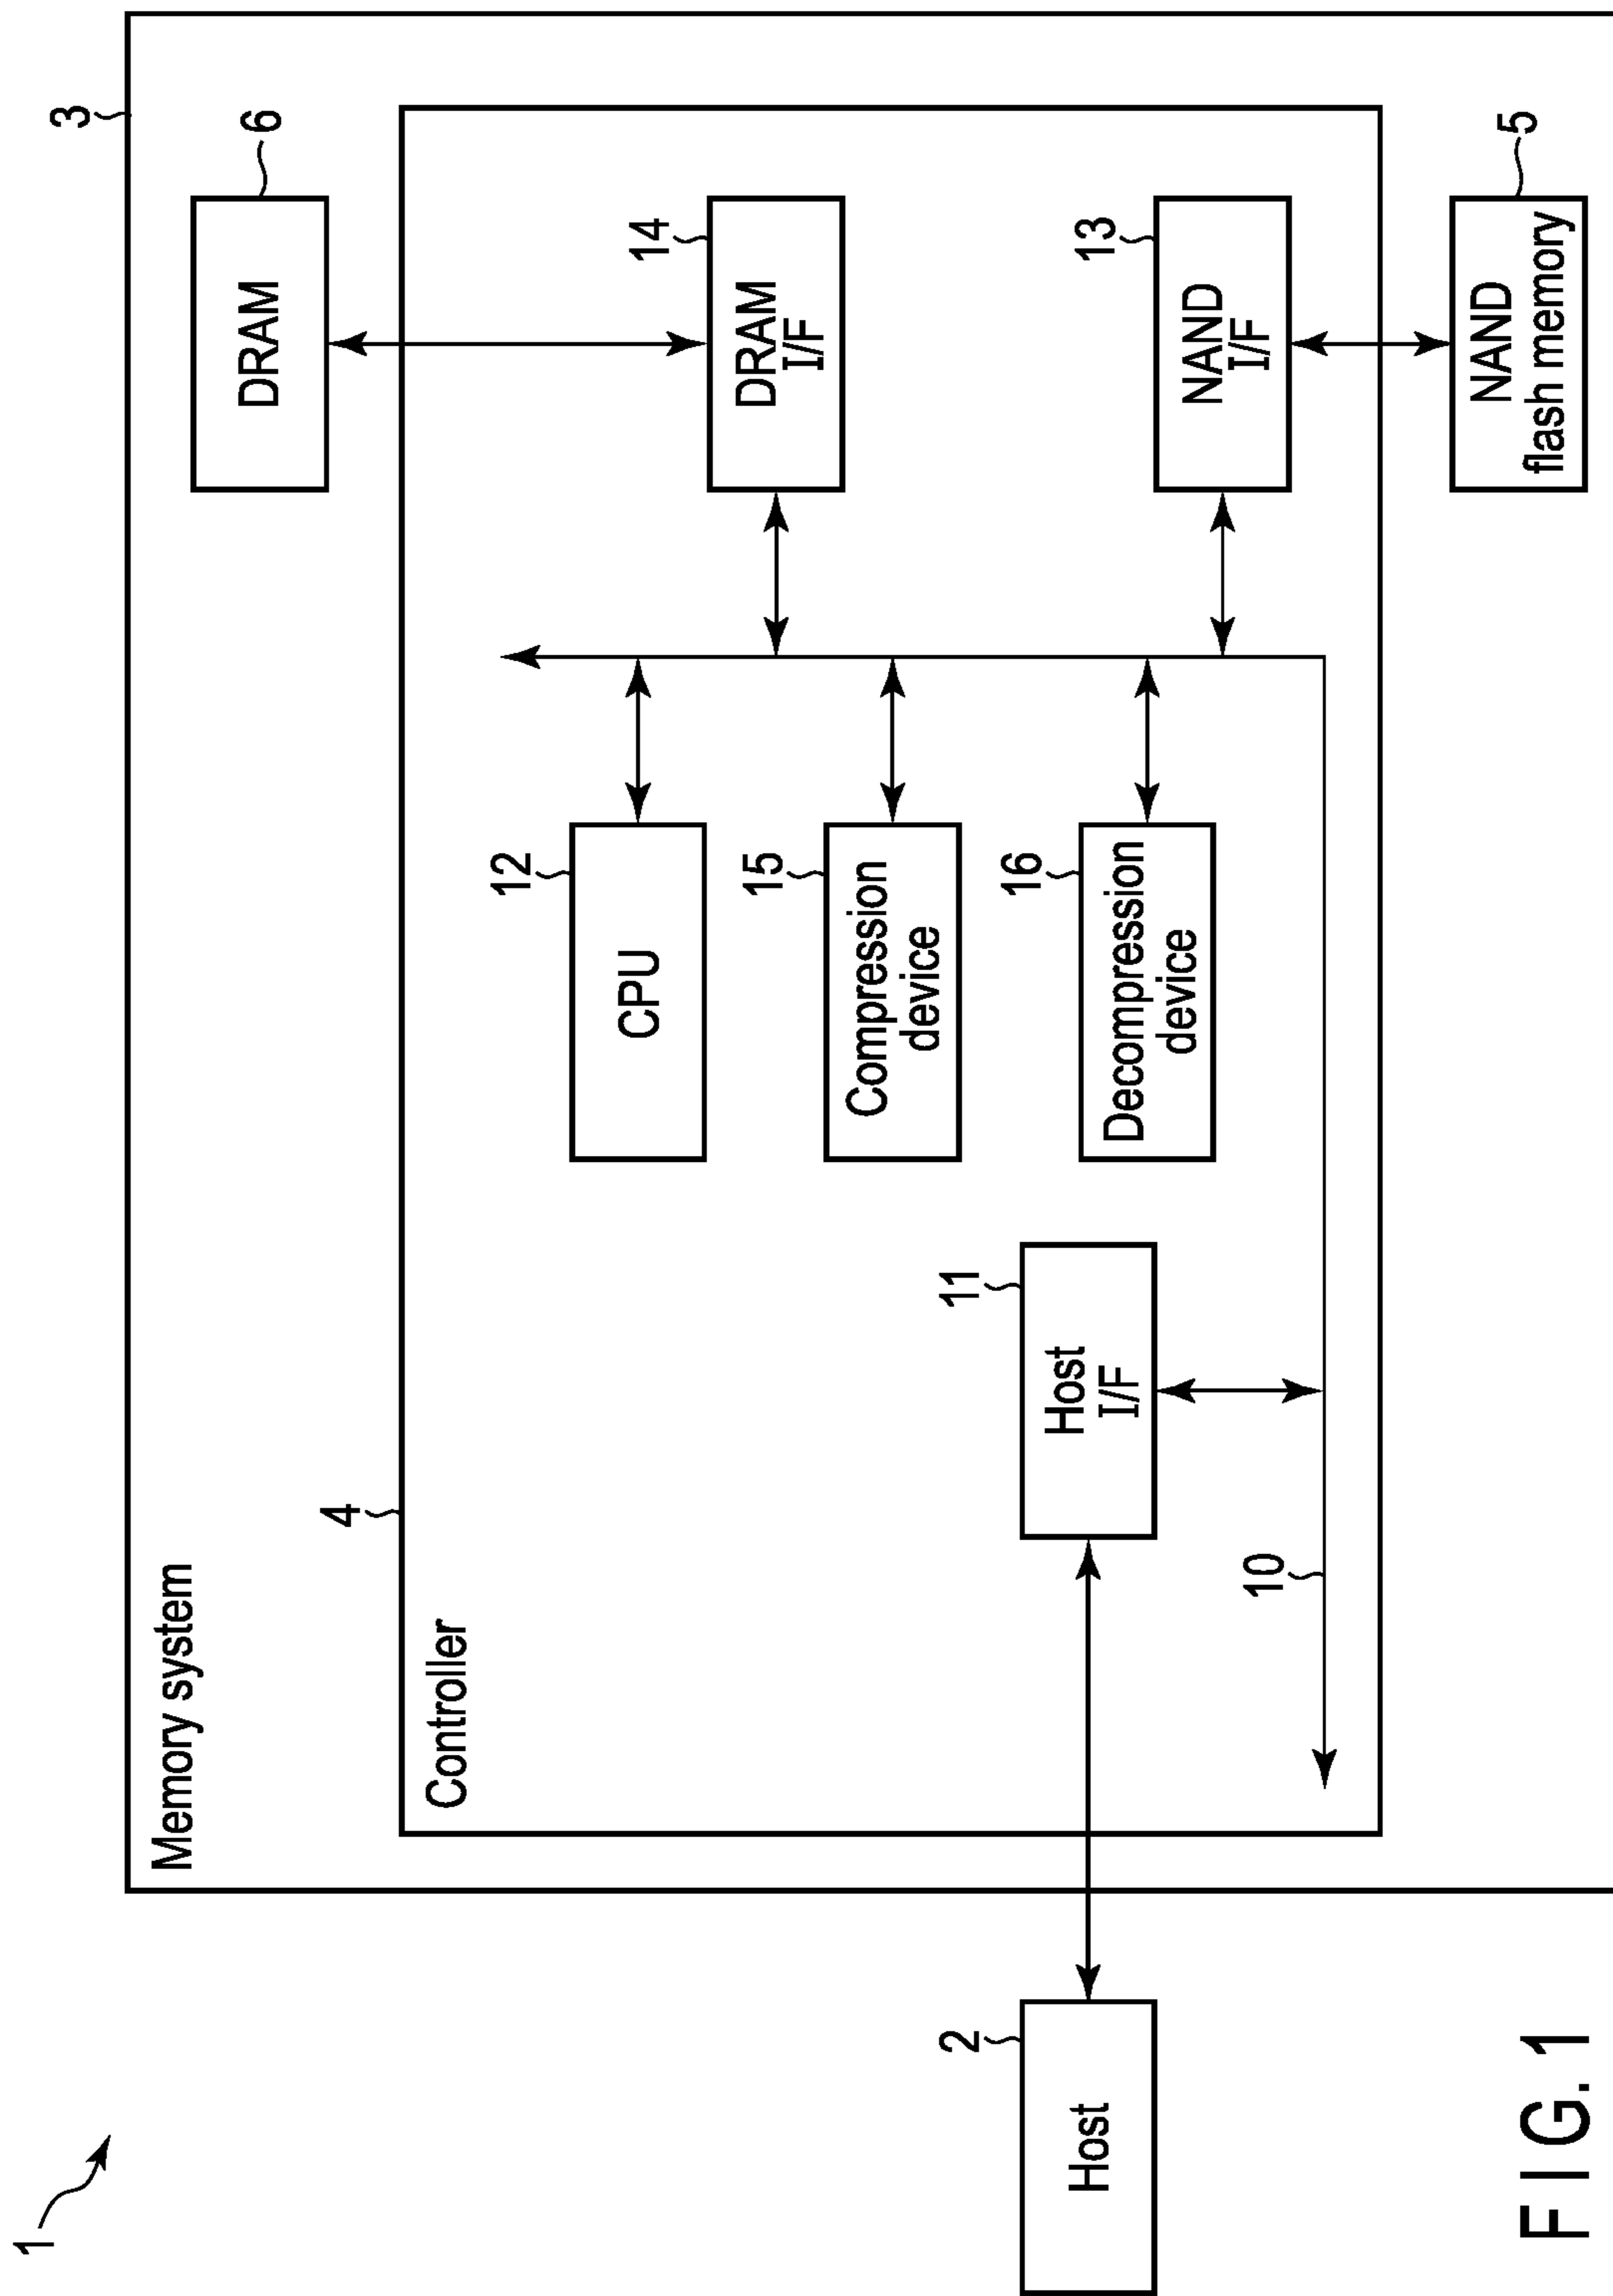 1
2
Host
Memory system
3
Controller
4
10
11
Host
I/F
12
CPU
15
Compression
device
16
Decompression
device
14
DRAM
I/F
13
NAND
I/F
6
DRAM
5
NAND
flash memory
FIG. 1